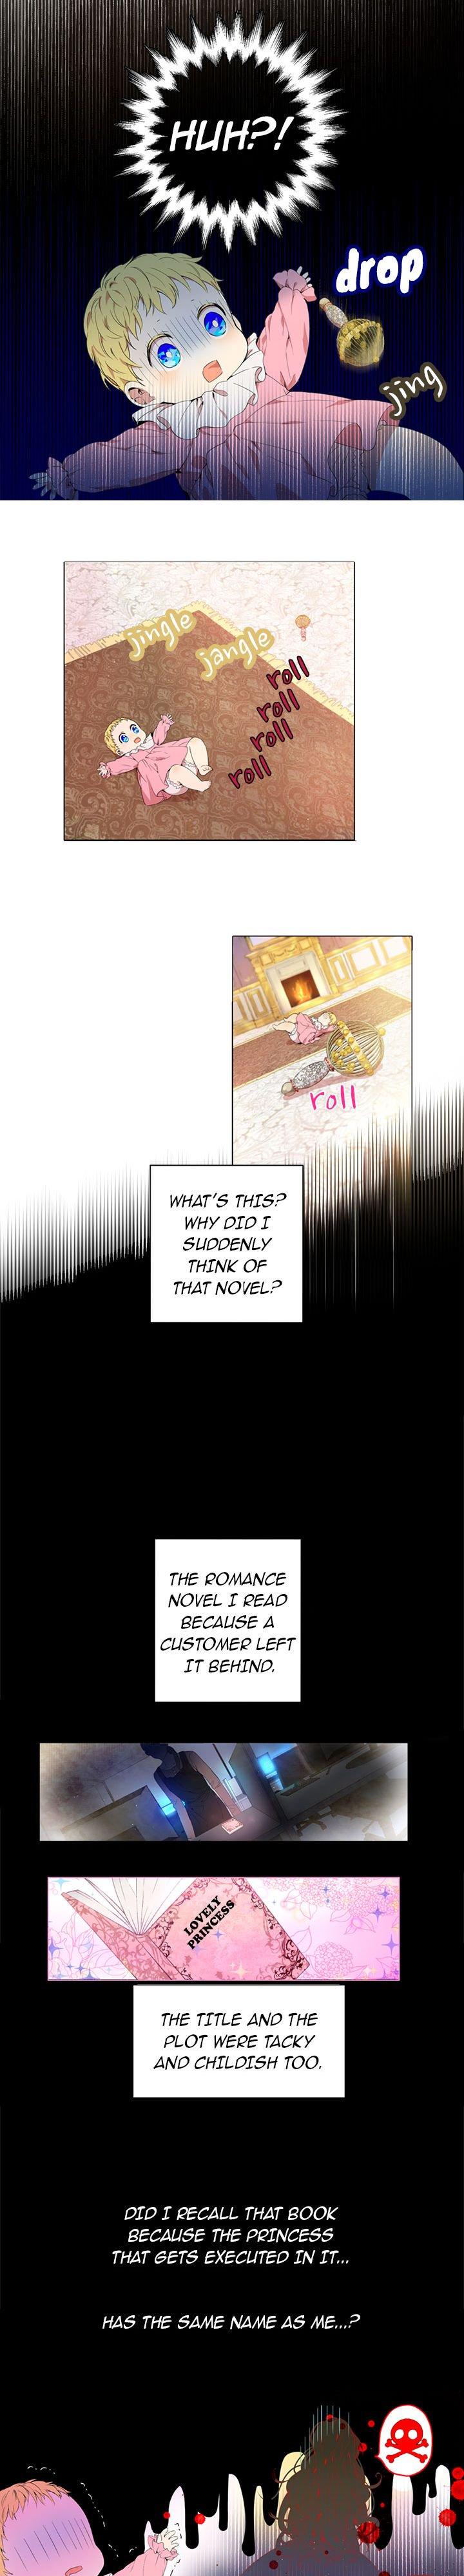 HUH?!
drop
jing
jingle
jangle
roll
roll
roll
roll
roll
WHAT'S THIS?
WHY DID I
SUDDENLY
THINK OF
THAT NOVEL?
THE ROMANCE
NOVEL I READ
BECAUSE A
CUSTOMER LEFT
IT BEHIND.
LOVELY
PRINCESS
THE TITLE AND THE
PLOT WERE TACKY
AND CHILDISH TOO.
DID I RECALL THAT BOOK
BECAUSE THE PRINCESS
THAT GETS EXECUTED IN IT...
HAS THE SAME NAME AS ME...?